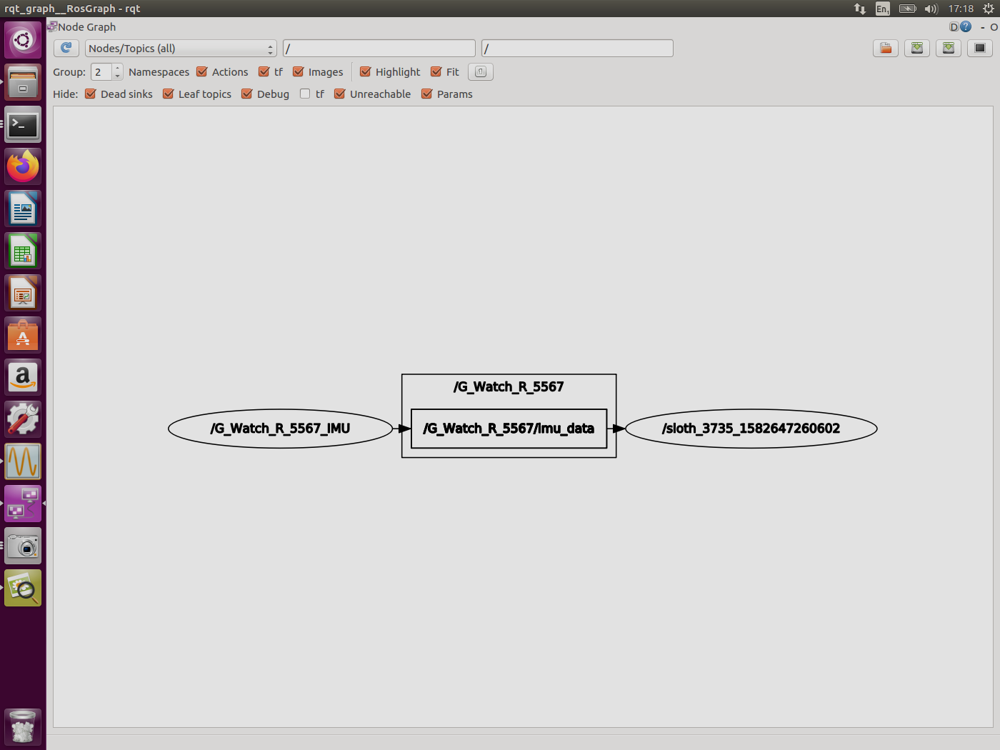 rqt_graph__RosGraph - rqt
En1
17:18
Node Graph
D ? - O
Nodes/Topics (all)
/
/
Group: 2 Namespaces Actions tf Images Highlight Fit
Hide: Dead sinks Leaf topics Debug tf Unreachable Params
/G_Watch_R_5567
/G_Watch_R_5567_IMU
/G_Watch_R_5567/imu_data
/sloth_3735_1582647260602